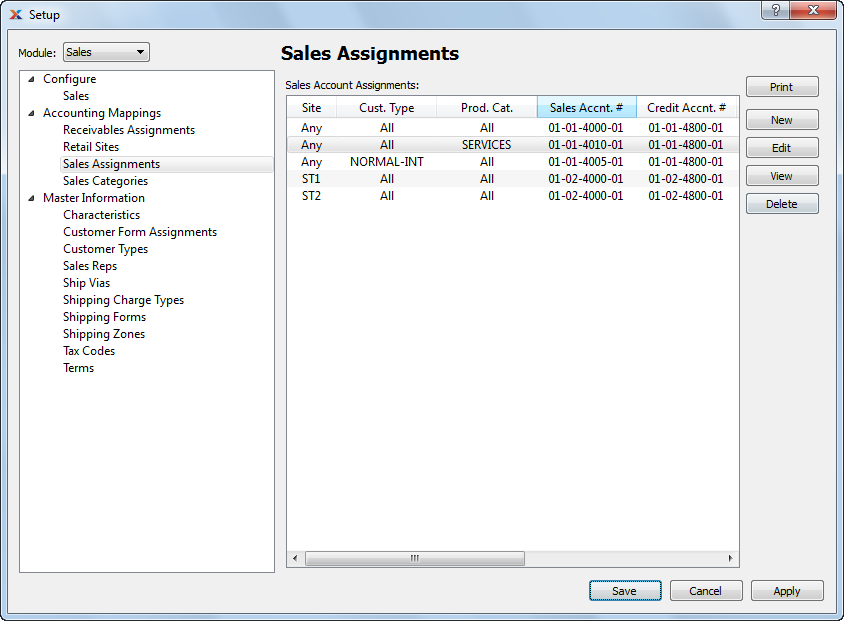 Setup
Module: Sales
Configure
Sales
Accounting Mappings
Receivables Assignments
Retail Sites
Sales Assignments
Sales Categories
Master Information
Characteristics
Customer Form Assignments
Customer Types
Sales Reps
Ship Vias
Shipping Charge Types
Shipping Forms
Shipping Zones
Tax Codes
Terms
Sales Assignments
Sales Account Assignments:
Site Cust. Type Prod. Cat. Sales Accnt. # Credit Accnt. #
Any All All 01-01-4000-01 01-01-4800-01
Any All SERVICES 01-01-4010-01 01-01-4800-01
Any NORMAL-INT All 01-01-4005-01 01-01-4800-01
ST1 All All 01-02-4000-01 01-02-4800-01
ST2 All All 01-02-4000-01 01-02-4800-01
Print
New
Edit
View
Delete
Save Cancel Apply